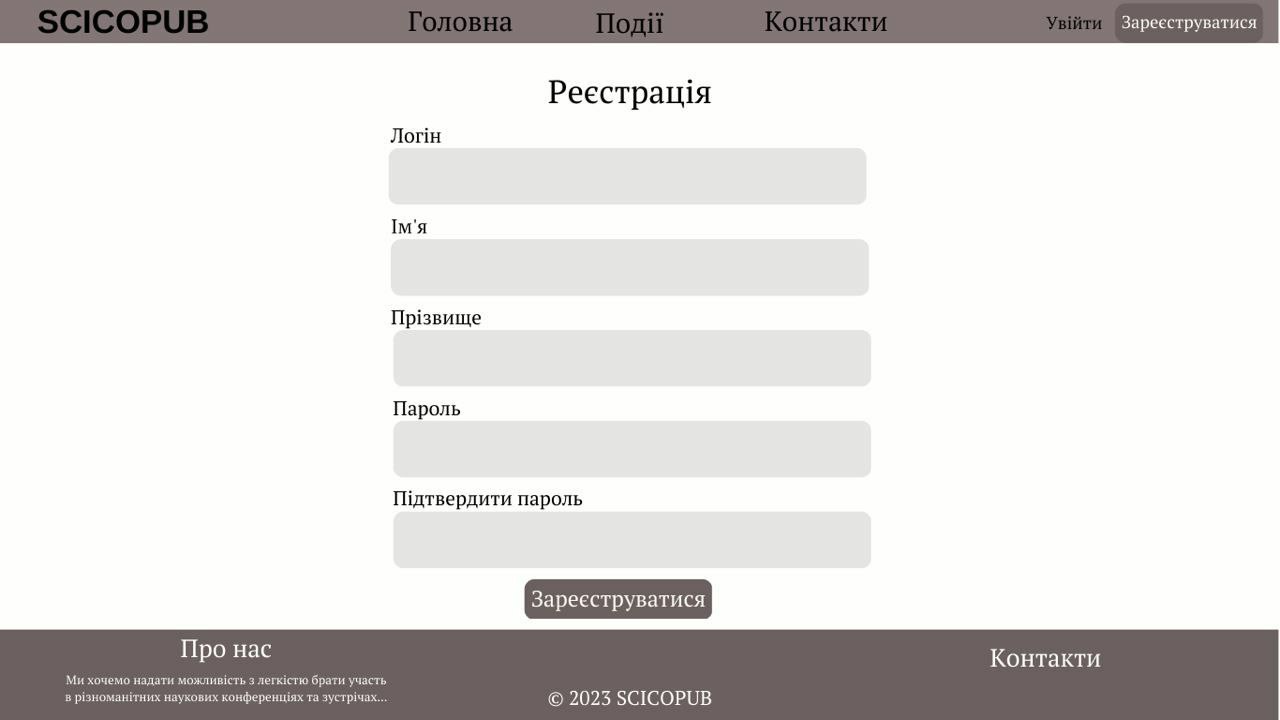 SCICOPUB
Головна
Події
Контакти
Увійти
Зареєструватися
Реєстрація
Логін
Ім'я
Прізвище
Пароль
Підтвердити пароль
Зареєструватися
Про нас
Ми хочемо надати можливість з легкістю брати участь
в різноманітних наукових конференціях та зустрічах...
© 2023 SCICOPUB
Контакти